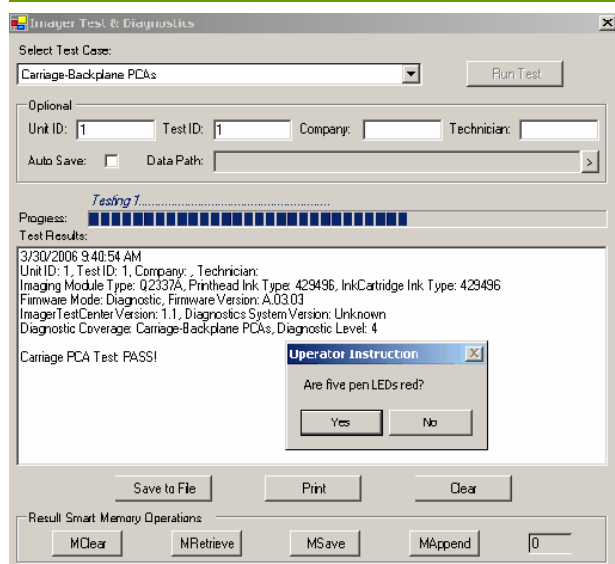 Imager Test & Diagnostics
Select Test Case:
Carriage-Backplane PCAs
Run Test
Optional
Unit ID: 1 Test ID: 1 Company: Technician:
Auto Save: Data Path: >
Testing 1
Progress:
Test Results:
3/30/2006 9:40:54 AM
Unit ID: 1, Test ID: 1, Company: , Technician:
Imaging Module Type: Q2337A, Printhead Ink Type: 429496, InkCartridge Ink Type: 429496
Firmware Mode: Diagnostic, Firmware Version: A.03.03
ImagerTestCenter Version: 1.1, Diagnostics System Version: Unknown
Diagnostic Coverage: Carriage-Backplane PCAs, Diagnostic Level: 4
Carriage PCA Test: PASS!
Operator Instruction
Are five pen LEDs red?
Yes No
Save to File Print Clear
Result Smart Memory Operations
MClear MRetrieve MSave MAppend 0